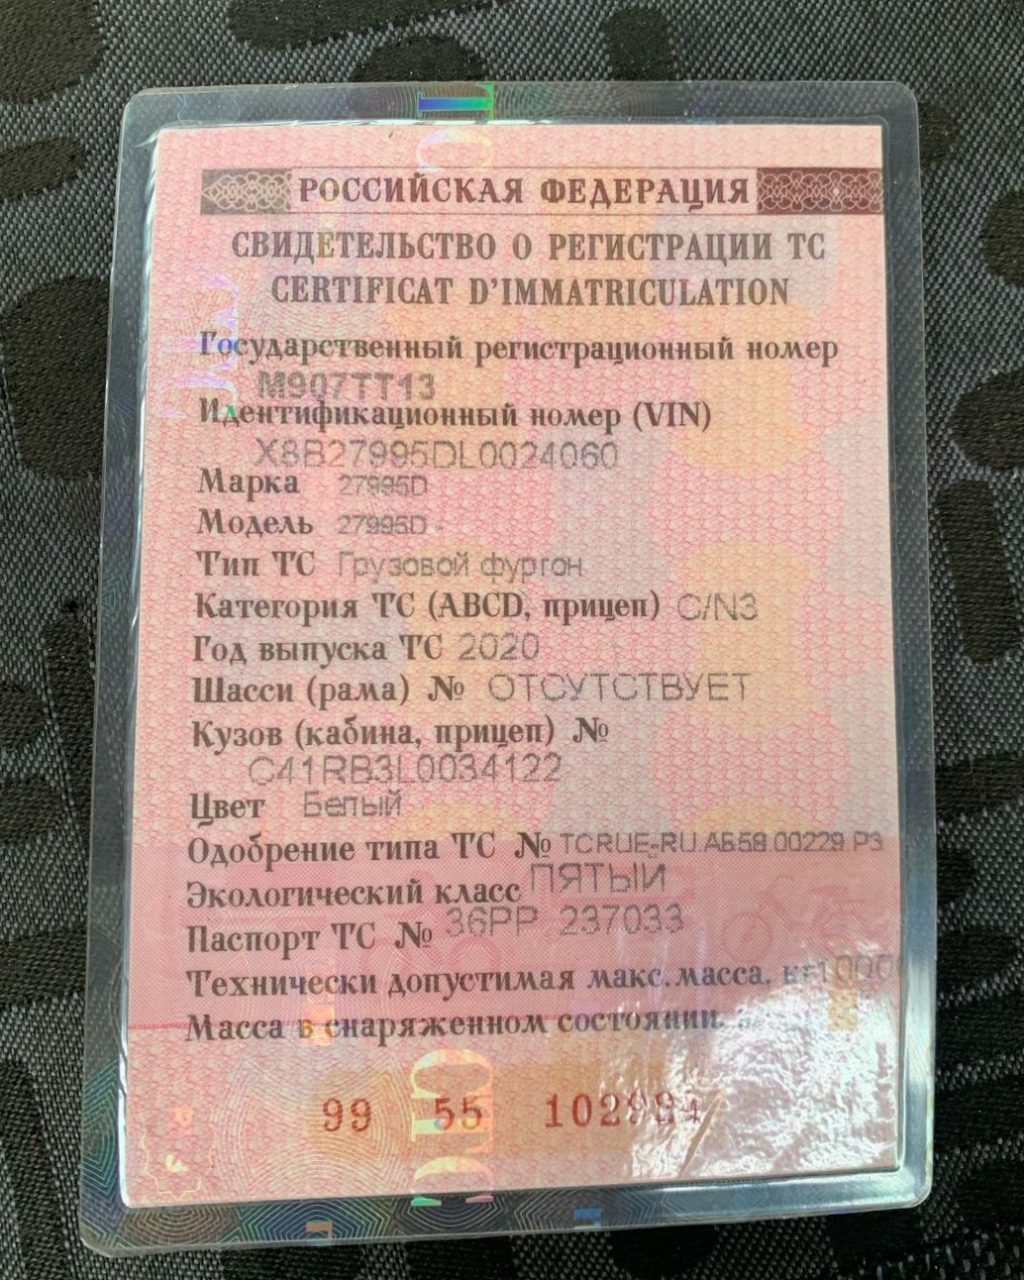 РОССИЙСКАЯ ФЕДЕРАЦИЯ
СВИДЕТЕЛЬСТВО О РЕГИСТРАЦИИ ТС
CERTIFICAT D'IMMATRICULATION
Государственный регистрационный номер
М907ТТ13
Идентификационный номер (VIN)
X8B27995DL0024060
Марка 27995D
Модель 27995D -
Тип ТС Грузовой фургон
Категория ТС (ABCD, прицеп) C/N3
Год выпуска ТС 2020
Шасси (рама) № ОТСУТСТВУЕТ
Кузов (кабина, прицеп) №
C41RB3L0034122
Цвет Белый
Одобрение типа ТС № ТСRUE-RU.АБ58.00229.Р3
Экологический класс ПЯТЫЙ
Паспорт ТС № 36РР 237033
Технически допустимая макс. масса,
Масса в снаряженном состоянии,
99 55